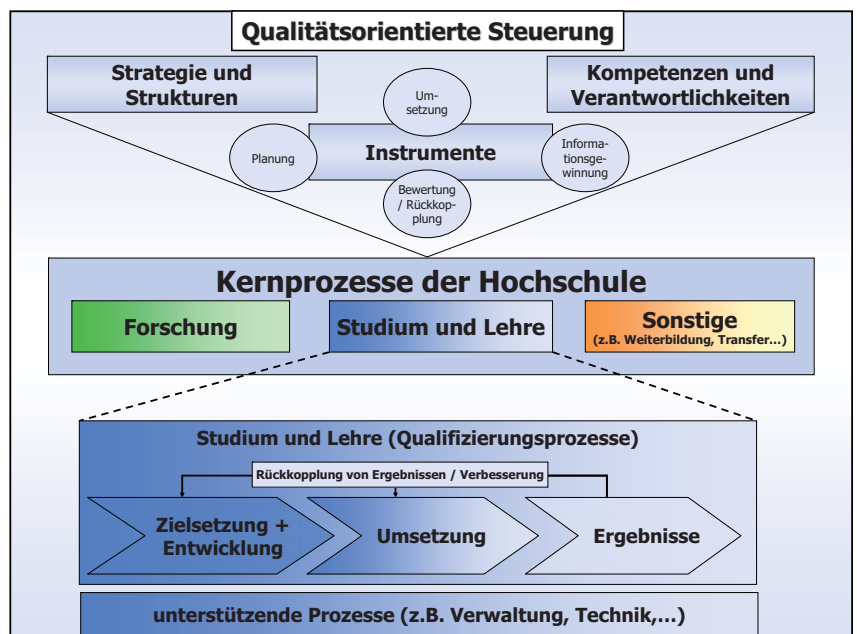 Qualitätsorientierte Steuerung
Strategie und
Strukturen
Kompetenzen und
Verantwortlichkeiten
Um-
setzung
Planung
Instrumente
Informa-
tionsge-
winnung
Bewertung
/ Rückkop-
plung
Kernprozesse der Hochschule
Forschung
Studium und Lehre
Sonstige
(z.B. Weiterbildung, Transfer...)
Studium und Lehre (Qualifizierungsprozesse)
Rückkopplung von Ergebnissen / Verbesserung
Zielsetzung +
Entwicklung
Umsetzung
Ergebnisse
unterstützende Prozesse (z.B. Verwaltung, Technik,...)